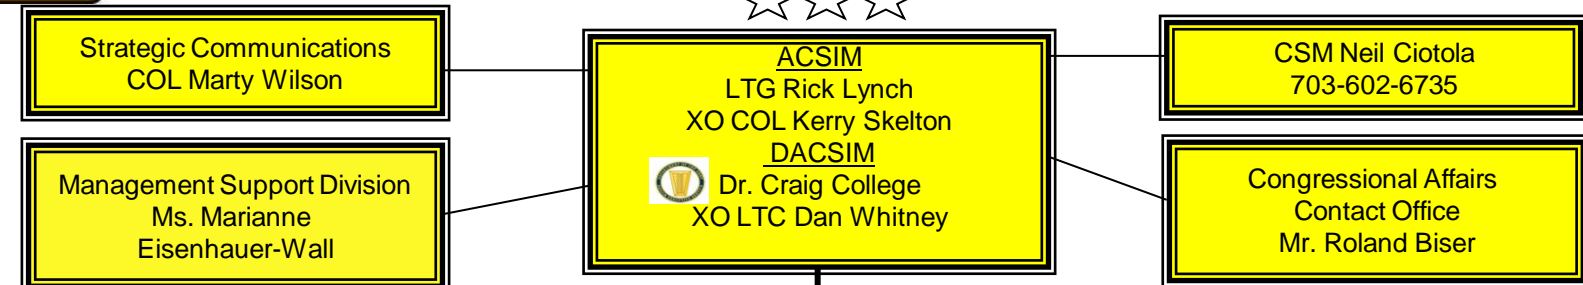 Strategic Communications
COL Marty Wilson
Management Support Division
Ms. Marianne
Eisenhauer-Wall
ACSIM
LTG Rick Lynch
XO COL Kerry Skelton
DACSIM
Dr. Craig College
XO LTC Dan Whitney
CSM Neil Ciotola
703-602-6735
Congressional Affairs
Contact Office
Mr. Roland Biser